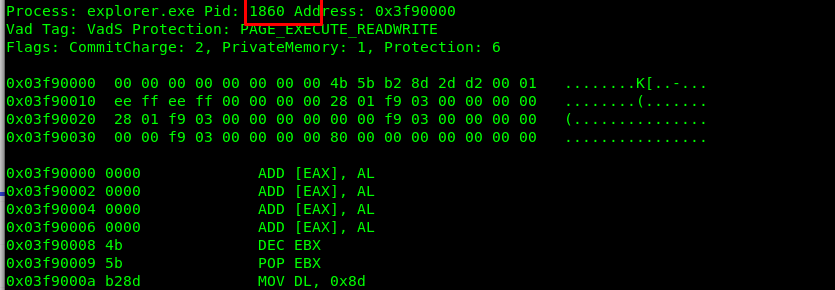 Process: explorer.exe Pid: 1860 Address: 0x3f90000
Vad Tag: VadS Protection: PAGE_EXECUTE_READWRITE
Flags: CommitCharge: 2, PrivateMemory: 1, Protection: 6
0x03f90000  00 00 00 00 00 00 00 00 4b 5b b2 8d 2d d2 00 01   ........K[..-...
0x03f90010  ee ff ee ff 00 00 00 00 28 01 f9 03 00 00 00 00   ........(.......
0x03f90020  28 01 f9 03 00 00 00 00 00 00 f9 03 00 00 00 00   (...............
0x03f90030  00 00 f9 03 00 00 00 00 80 00 00 00 00 00 00 00   ................
0x03f90000 0000             ADD [EAX], AL
0x03f90002 0000             ADD [EAX], AL
0x03f90004 0000             ADD [EAX], AL
0x03f90006 0000             ADD [EAX], AL
0x03f90008 4b               DEC EBX
0x03f90009 5b               POP EBX
0x03f9000a b28d             MOV DL, 0x8d